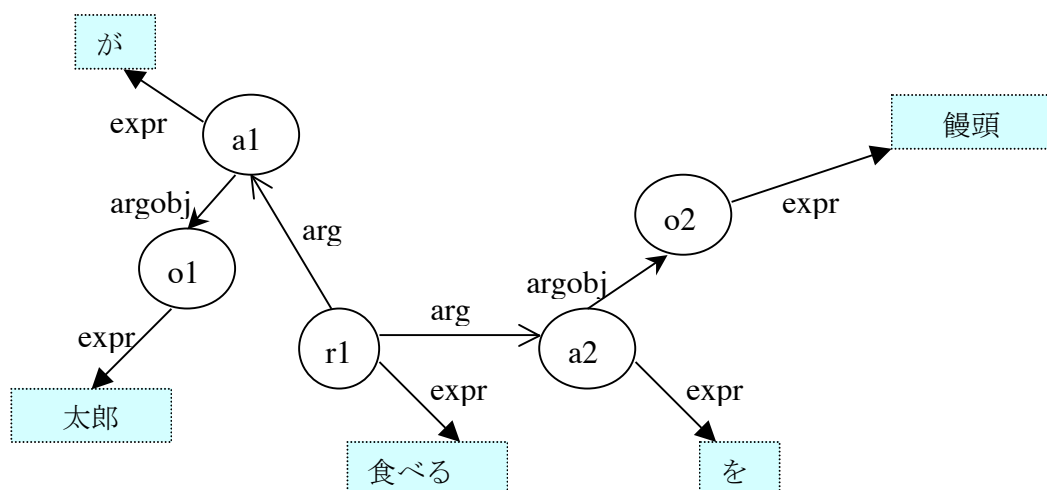 が
expr
a1
饅頭
argobj
o2
expr
arg
o1
argobj
arg
expr
r1
a2
expr
expr
太郎
食べる
を